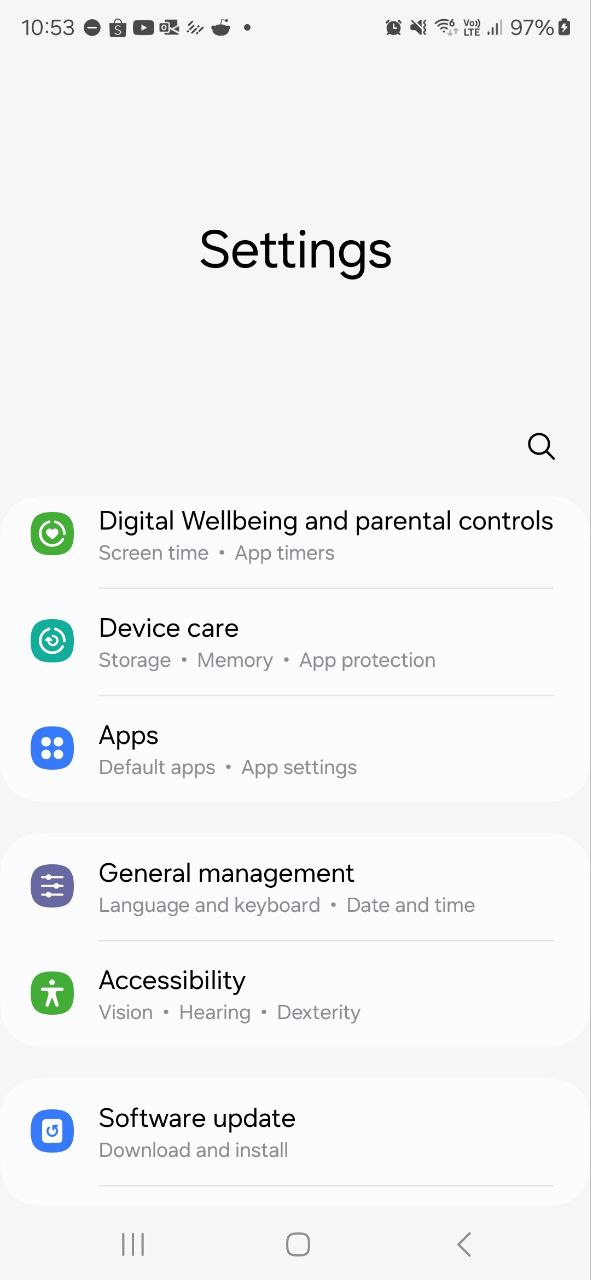 10:53
Vo))
LTE
97%
Settings
Digital Wellbeing and parental controls
Screen time • App timers
Device care
Storage • Memory • App protection
Apps
Default apps • App settings
General management
Language and keyboard • Date and time
Accessibility
Vision • Hearing • Dexterity
Software update
Download and install